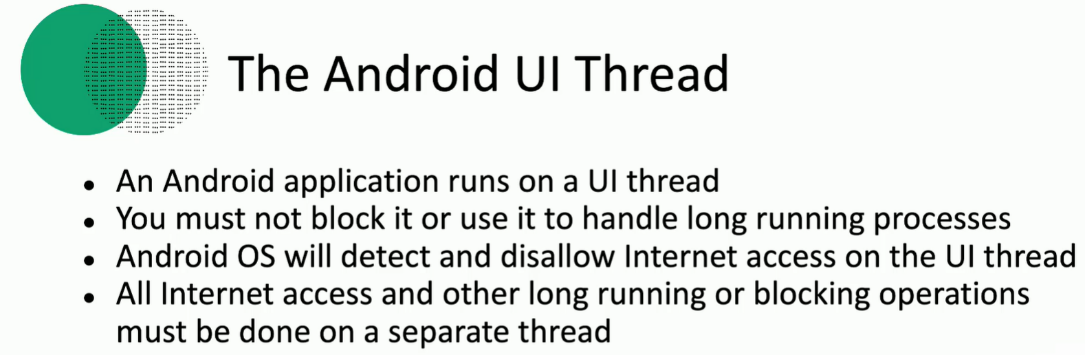 The Android UI Thread
• An Android application runs on a UI thread
• You must not block it or use it to handle long running processes
• Android OS will detect and disallow Internet access on the UI thread
• All Internet access and other long running or blocking operations
must be done on a separate thread